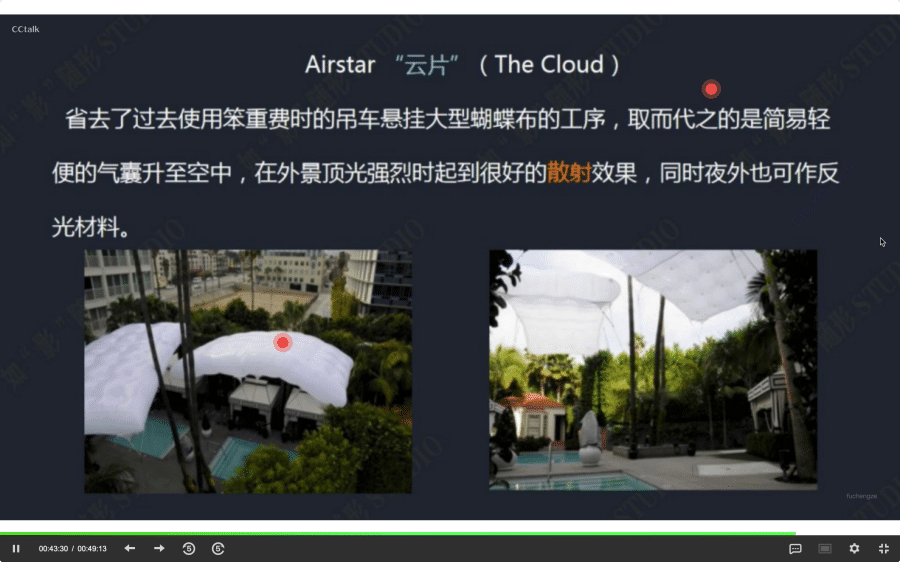 CCtalk
Airstar “云片”（The Cloud）
省去了过去使用笨重费时的吊车悬挂大型蝴蝶布的工序，取而代之的是简易轻
便的气囊升至空中，在外景顶光强烈时起到很好的散射效果，同时夜外也可作反
光材料。
fuchengze
00:43:30 / 00:49:13
5
5